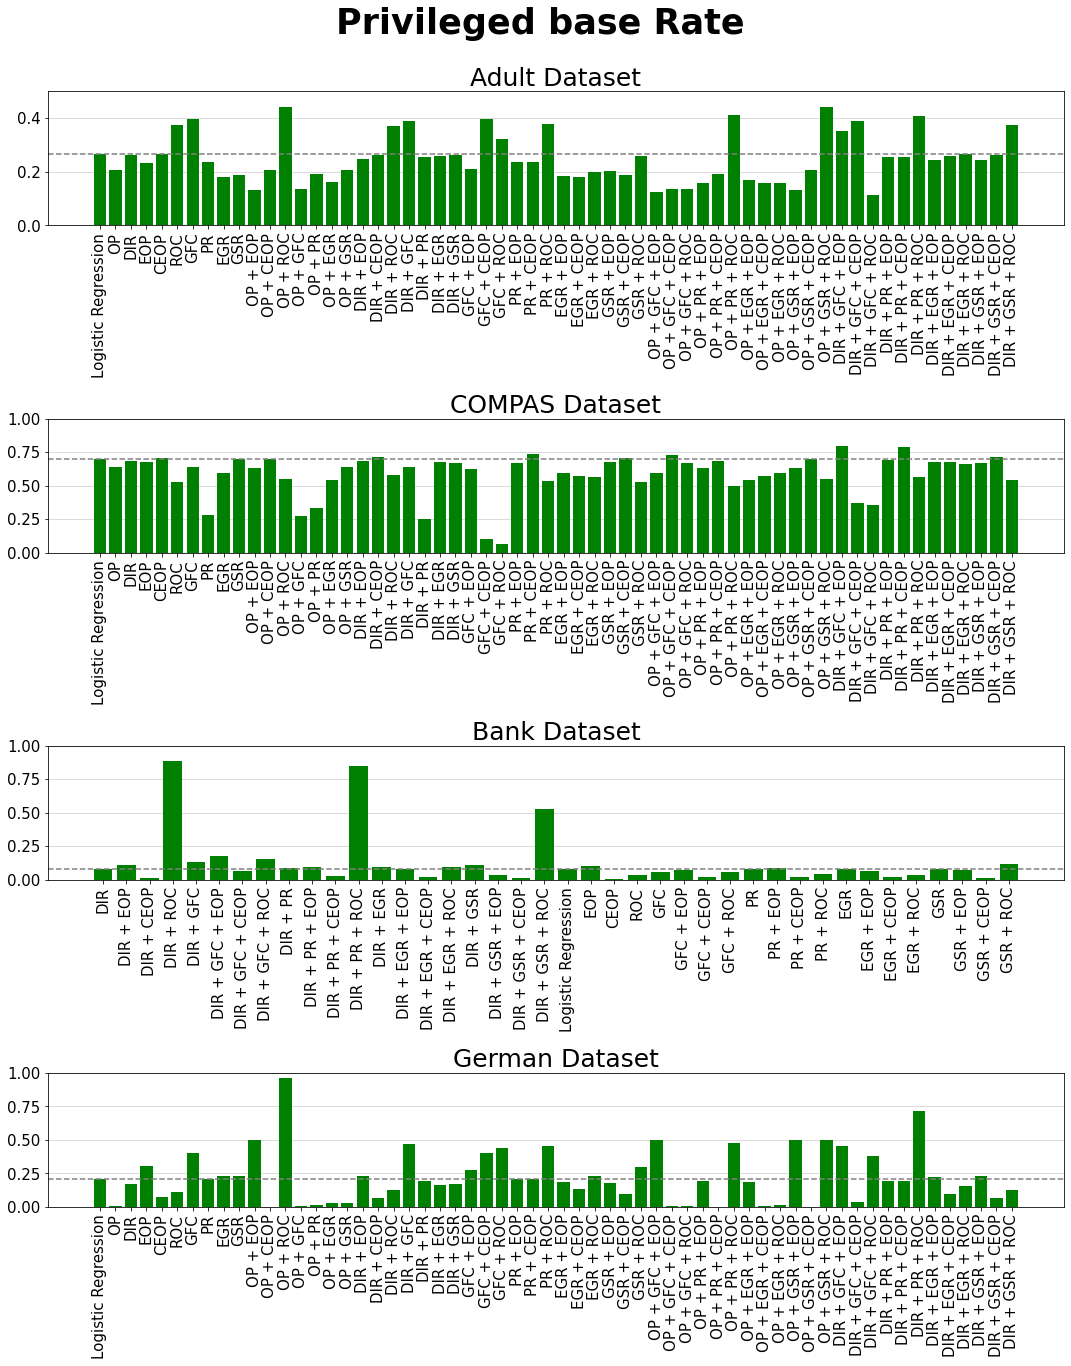 Privileged base Rate
Adult Dataset
0.4
0.2
0.0
Logistic Regression
OP
DIR
EOP
CEOP
ROC
GFC
PR
EGR
GSR
OP + EOP
OP + CEOP
OP + ROC
OP + GFC
OP + PR
OP + EGR
OP + GSR
DIR + EOP
DIR + CEOP
DIR + ROC
DIR + GFC
DIR + PR
DIR + EGR
DIR + GSR
GFC + EOP
GFC + CEOP
GFC + ROC
PR + EOP
PR + CEOP
PR + ROC
EGR + EOP
EGR + CEOP
EGR + ROC
GSR + EOP
GSR + CEOP
GSR + ROC
OP + GFC + EOP
OP + GFC + CEOP
OP + GFC + ROC
OP + PR + EOP
OP + PR + CEOP
OP + PR + ROC
OP + EGR + EOP
OP + EGR + CEOP
OP + EGR + ROC
OP + GSR + EOP
OP + GSR + CEOP
OP + GSR + ROC
DIR + GFC + EOP
DIR + GFC + CEOP
DIR + GFC + ROC
DIR + PR + EOP
DIR + PR + CEOP
DIR + PR + ROC
DIR + EGR + EOP
DIR + EGR + CEOP
DIR + EGR + ROC
DIR + GSR + EOP
DIR + GSR + CEOP
DIR + GSR + ROC
COMPAS Dataset
1.00
0.75
0.50
0.25
0.00
Logistic Regression
OP
DIR
EOP
CEOP
ROC
GFC
PR
EGR
GSR
OP + EOP
OP + CEOP
OP + ROC
OP + GFC
OP + PR
OP + EGR
OP + GSR
DIR + EOP
DIR + CEOP
DIR + ROC
DIR + GFC
DIR + PR
DIR + EGR
DIR + GSR
GFC + EOP
GFC + CEOP
GFC + ROC
PR + EOP
PR + CEOP
PR + ROC
EGR + EOP
EGR + CEOP
EGR + ROC
GSR + EOP
GSR + CEOP
GSR + ROC
OP + GFC + EOP
OP + GFC + CEOP
OP + GFC + ROC
OP + PR + EOP
OP + PR + CEOP
OP + PR + ROC
OP + EGR + EOP
OP + EGR + CEOP
OP + EGR + ROC
OP + GSR + EOP
OP + GSR + CEOP
OP + GSR + ROC
DIR + GFC + EOP
DIR + GFC + CEOP
DIR + GFC + ROC
DIR + PR + EOP
DIR + PR + CEOP
DIR + PR + ROC
DIR + EGR + EOP
DIR + EGR + CEOP
DIR + EGR + ROC
DIR + GSR + EOP
DIR + GSR + CEOP
DIR + GSR + ROC
Bank Dataset
1.00
0.75
0.50
0.25
0.00
DIR
DIR + EOP
DIR + CEOP
DIR + ROC
DIR + GFC
DIR + GFC + EOP
DIR + GFC + CEOP
DIR + GFC + ROC
DIR + PR
DIR + PR + EOP
DIR + PR + CEOP
DIR + PR + ROC
DIR + EGR
DIR + EGR + EOP
DIR + EGR + CEOP
DIR + EGR + ROC
DIR + GSR
DIR + GSR + EOP
DIR + GSR + CEOP
DIR + GSR + ROC
Logistic Regression
EOP
CEOP
ROC
GFC
GFC + EOP
GFC + CEOP
GFC + ROC
PR
PR + EOP
PR + CEOP
PR + ROC
EGR
EGR + EOP
EGR + CEOP
EGR + ROC
GSR
GSR + EOP
GSR + CEOP
GSR + ROC
German Dataset
1.00
0.75
0.50
0.25
0.00
Logistic Regression
OP
DIR
EOP
CEOP
ROC
GFC
PR
EGR
GSR
OP + EOP
OP + CEOP
OP + ROC
OP + GFC
OP + PR
OP + EGR
OP + GSR
DIR + EOP
DIR + CEOP
DIR + ROC
DIR + GFC
DIR + PR
DIR + EGR
DIR + GSR
GFC + EOP
GFC + CEOP
GFC + ROC
PR + EOP
PR + CEOP
PR + ROC
EGR + EOP
EGR + CEOP
EGR + ROC
GSR + EOP
GSR + CEOP
GSR + ROC
OP + GFC + EOP
OP + GFC + CEOP
OP + GFC + ROC
OP + PR + EOP
OP + PR + CEOP
OP + PR + ROC
OP + EGR + EOP
OP + EGR + CEOP
OP + EGR + ROC
OP + GSR + EOP
OP + GSR + CEOP
OP + GSR + ROC
DIR + GFC + EOP
DIR + GFC + CEOP
DIR + GFC + ROC
DIR + PR + EOP
DIR + PR + CEOP
DIR + PR + ROC
DIR + EGR + EOP
DIR + EGR + CEOP
DIR + EGR + ROC
DIR + GSR + EOP
DIR + GSR + CEOP
DIR + GSR + ROC